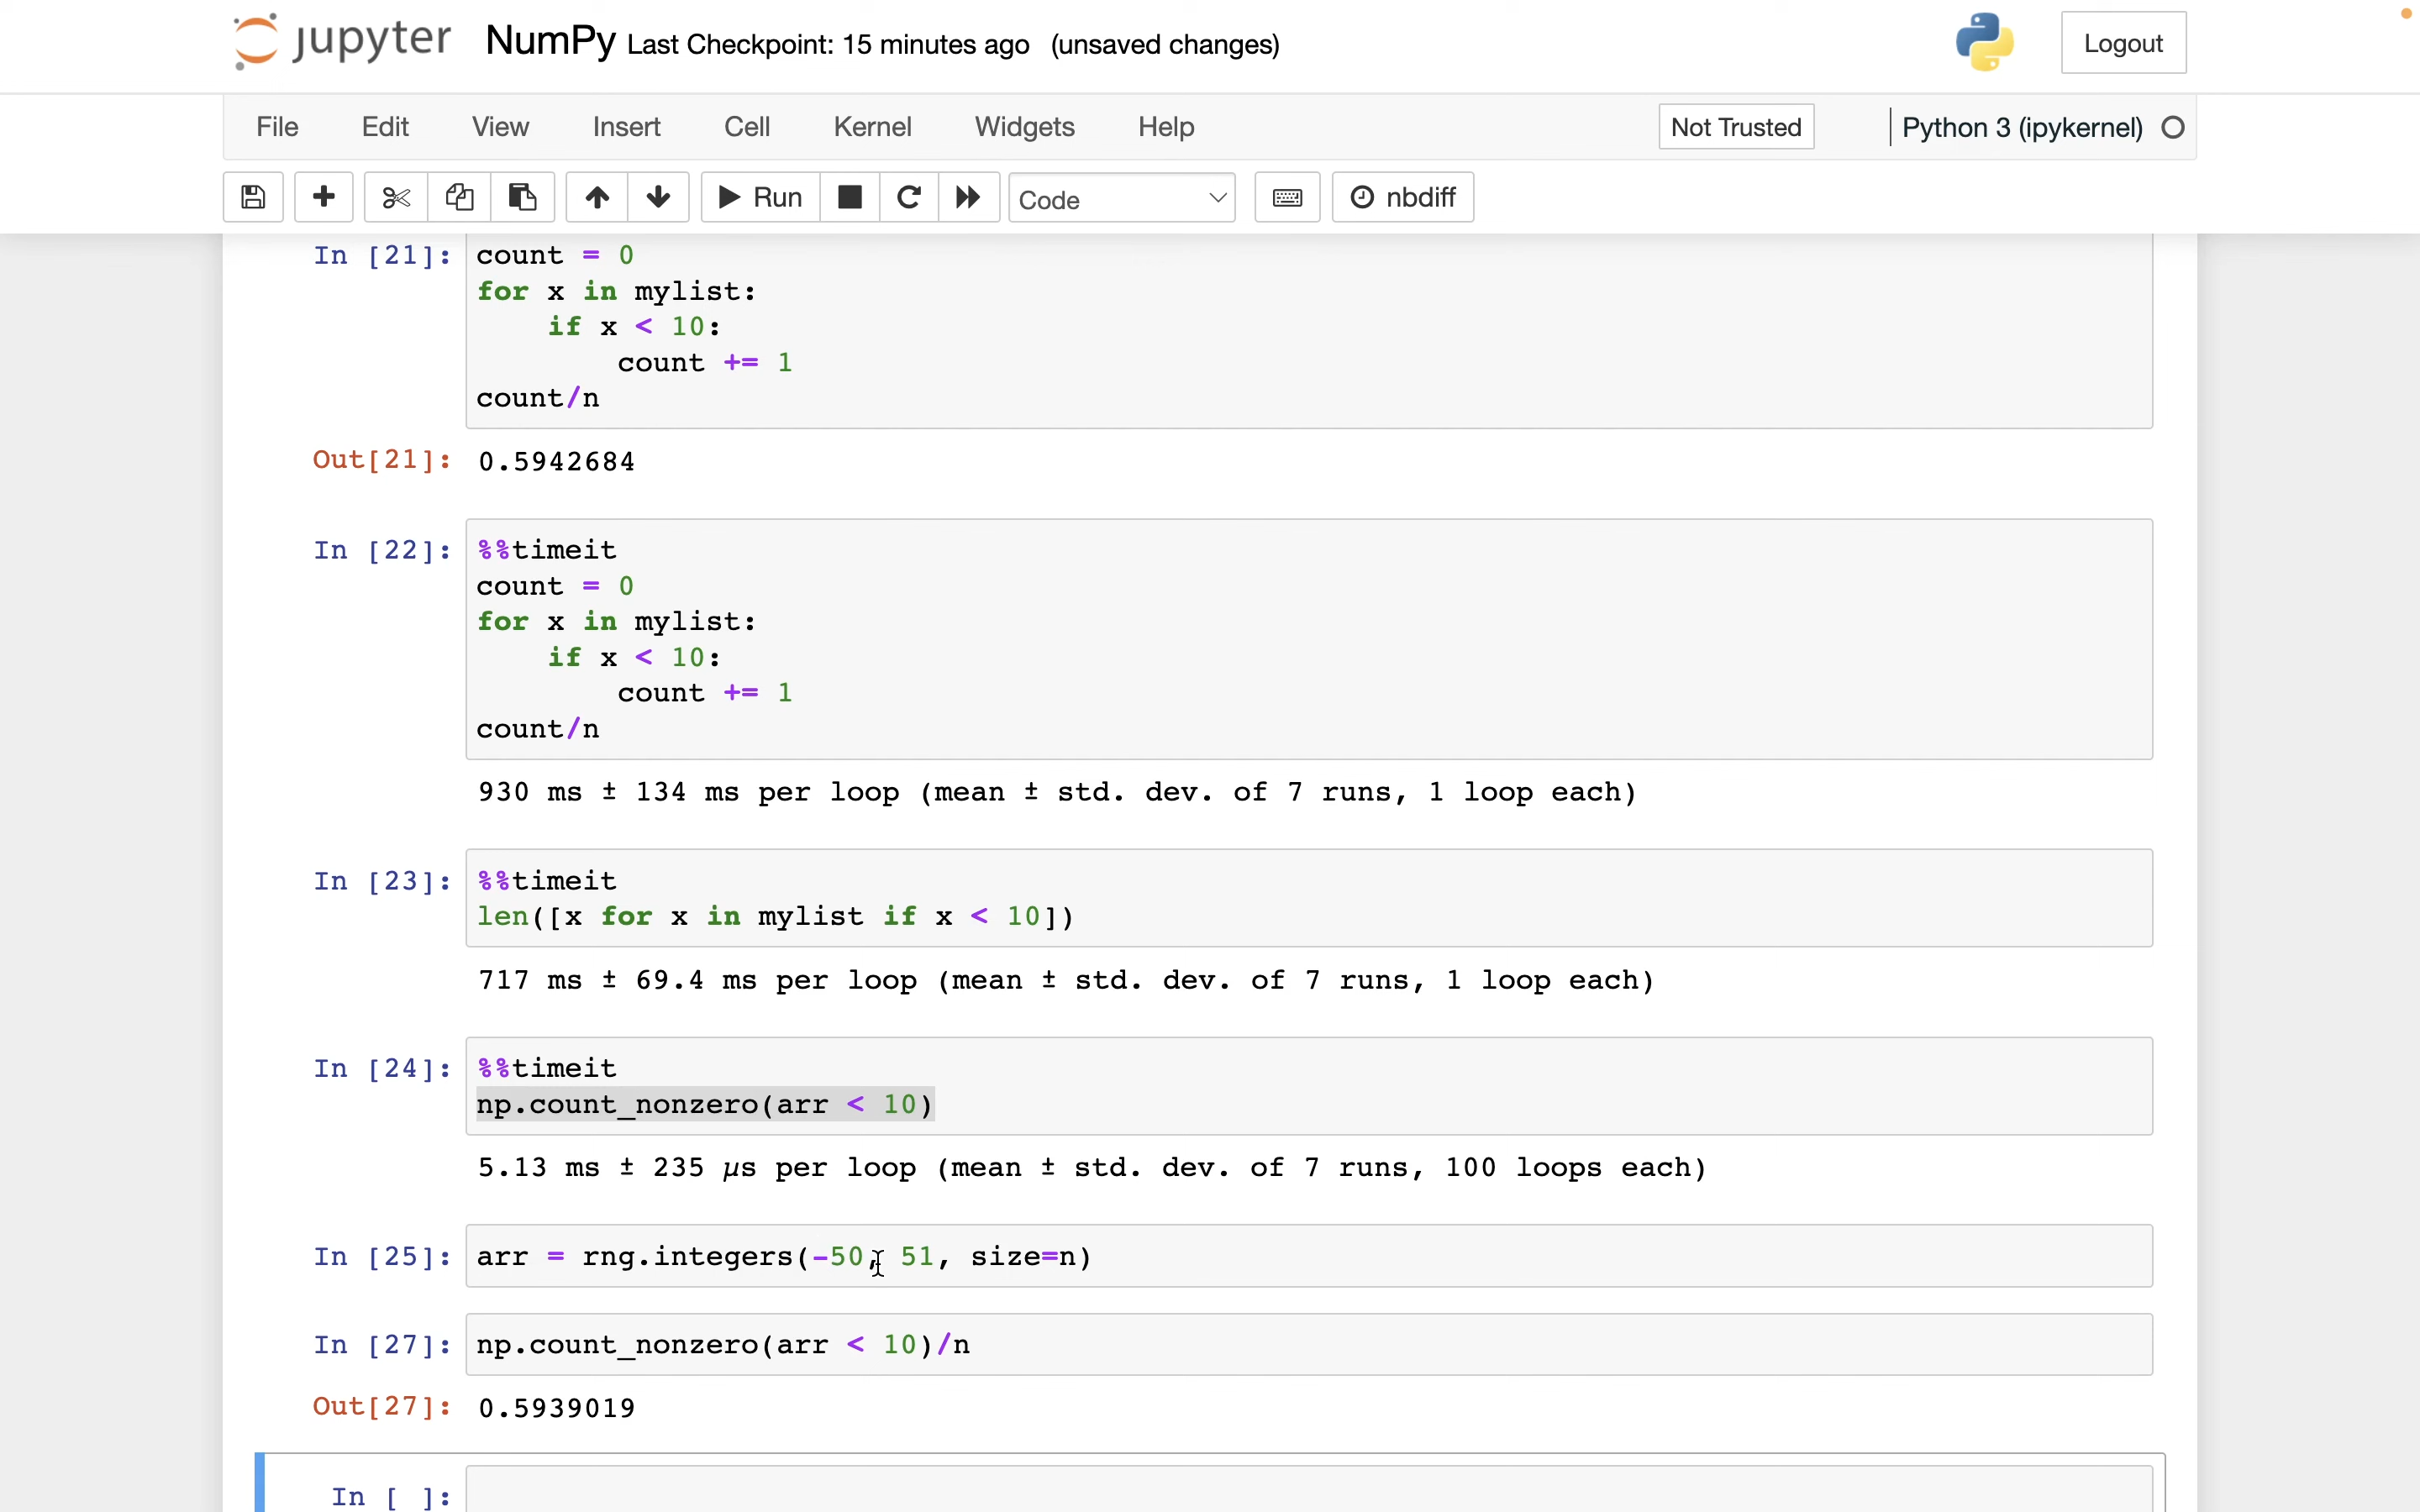 jupyter NumPy Last Checkpoint: 15 minutes ago (unsaved changes) Logout
File Edit View Insert Cell Kernel Widgets Help Not Trusted Python 3 (ipykernel)
Run Code nbdiff
In [21]: count = 0
for x in mylist:
    if x < 10:
        count += 1
count/n
Out[21]: 0.5942684
In [22]: %%timeit
count = 0
for x in mylist:
    if x < 10:
        count += 1
count/n
930 ms ± 134 ms per loop (mean ± std. dev. of 7 runs, 1 loop each)
In [23]: %%timeit
len([x for x in mylist if x < 10])
717 ms ± 69.4 ms per loop (mean ± std. dev. of 7 runs, 1 loop each)
In [24]: %%timeit
np.count_nonzero(arr < 10)
5.13 ms ± 235 µs per loop (mean ± std. dev. of 7 runs, 100 loops each)
In [25]: arr = rng.integers(-50, 51, size=n)
In [27]: np.count_nonzero(arr < 10)/n
Out[27]: 0.5939019
In [ ]: